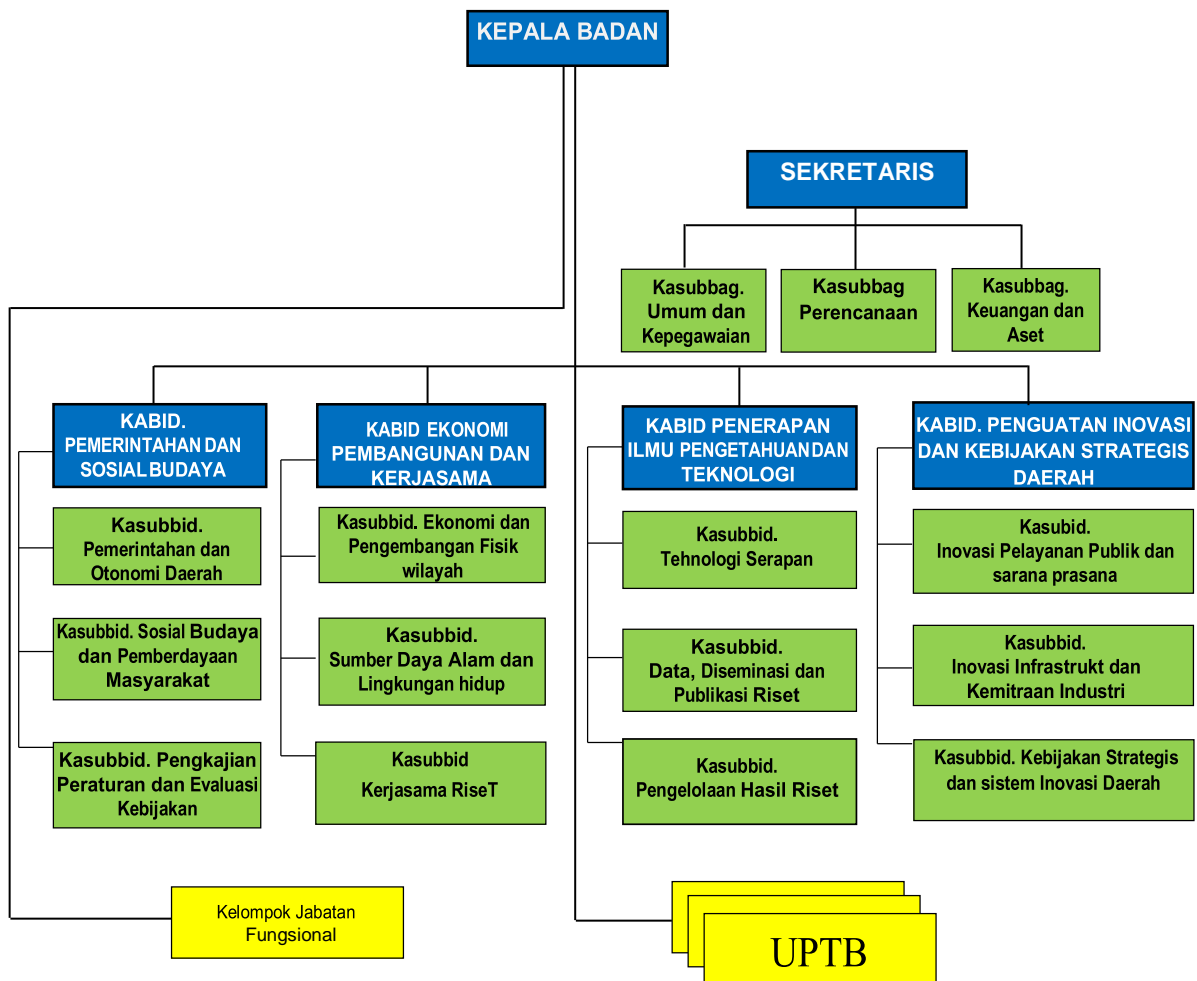 KEPALA BADAN
SEKRETARIS
Kasubbag.
Umum dan
Kepegawaian
Kasubbag
Perencanaan
Kasubbag.
Keuangan dan
Aset
KABID.
PEMERINTAHAN DAN
SOSIAL BUDAYA
Kasubbid.
Pemerintahan dan
Otonomi Daerah
Kasubbid. Sosial Budaya
dan Pemberdayaan
Masyarakat
Kasubbid. Pengkajian
Peraturan dan Evaluasi
Kebijakan
KABID EKONOMI
PEMBANGUNAN DAN
KERJASAMA
Kasubbid. Ekonomi dan
Pengembangan Fisik
wilayah
Kasubbid.
Sumber Daya Alam dan
Lingkungan hidup
Kasubbid
Kerjasama RiseT
KABID PENERAPAN
ILMU PENGETAHUAN DAN
TEKNOLOGI
Kasubbid.
Tehnologi Serapan
Kasubbid.
Data, Diseminasi dan
Publikasi Riset
Kasubbid.
Pengelolaan Hasil Riset
KABID. PENGUATAN INOVASI
DAN KEBIJAKAN STRATEGIS
DAERAH
Kasubid.
Inovasi Pelayanan Publik dan
sarana prasana
Kasubbid.
Inovasi Infrastrukt dan
Kemitraan Industri
Kasubbid. Kebijakan Strategis
dan sistem Inovasi Daerah
Kelompok Jabatan
Fungsional
UPTB